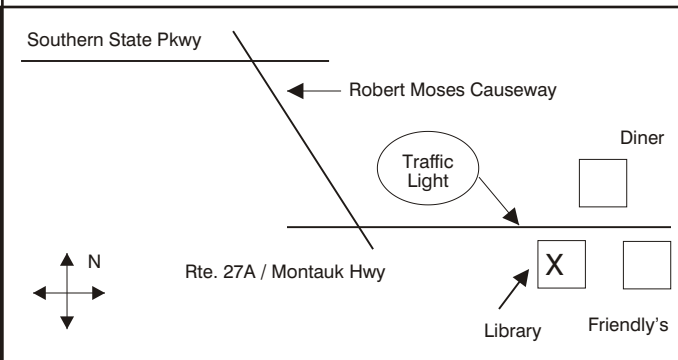 Southern State Pkwy
Robert Moses Causeway
Diner
Traffic
Light
N
Rte. 27A / Montauk Hwy
X
Library
Friendly's